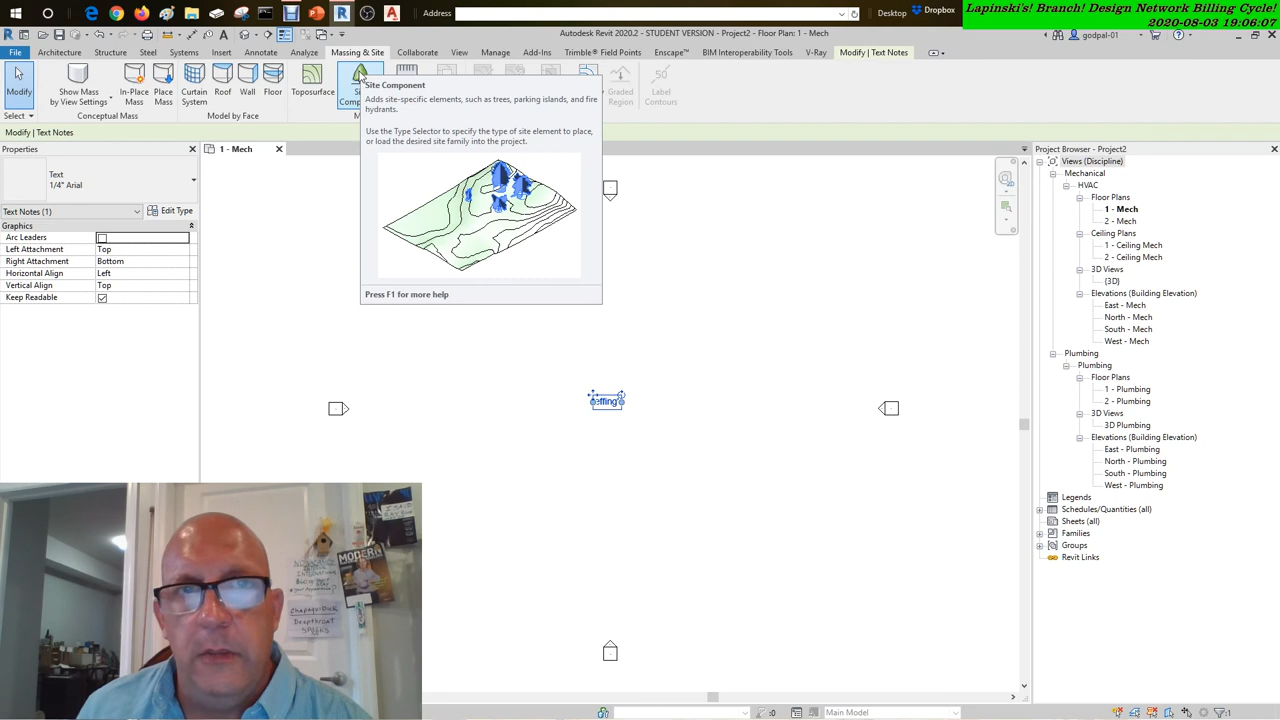 Address
Desktop
Dropbox
Lapinski's! Branch! Design Network Billing Cycle!
2020-08-03 19:06:07
Autodesk Revit 2020.2 - STUDENT VERSION - Project2 - Floor Plan: 1 - Mech
godpal-01
File Architecture Structure Steel Systems Insert Annotate Analyze Massing & Site Collaborate View Manage Add-Ins Trimble® Field Points Enscape™ BIM Interoperability Tools V-Ray Modify | Text Notes
Modify
Show Mass
by View Settings
In-Place
Mass
Place
Mass
Curtain
System
Roof
Wall
Floor
Toposurface
Graded
Region
Label
Contours
50
Select
Conceptual Mass
Model by Face
Modify | Text Notes
Site Component
Adds site-specific elements, such as trees, parking islands, and fire
hydrants.
Use the Type Selector to specify the type of site element to place,
or load the desired site family into the project.
Press F1 for more help
Properties
Text
1/4" Arial
Text Notes (1)
Edit Type
Graphics
Arc Leaders
Left Attachment Top
Right Attachment Bottom
Horizontal Align Left
Vertical Align Top
Keep Readable
1 - Mech
effing
Project Browser - Project2
Views (Discipline)
Mechanical
HVAC
Floor Plans
1 - Mech
2 - Mech
Ceiling Plans
1 - Ceiling Mech
2 - Ceiling Mech
3D Views
{3D}
Elevations (Building Elevation)
East - Mech
North - Mech
South - Mech
West - Mech
Plumbing
Plumbing
Floor Plans
1 - Plumbing
2 - Plumbing
3D Views
3D Plumbing
Elevations (Building Elevation)
East - Plumbing
North - Plumbing
South - Plumbing
West - Plumbing
Legends
Schedules/Quantities (all)
Sheets (all)
Families
Groups
Revit Links
MODERN
Chapaquidick
Deepthroat
Speaks
:0
Main Model
:1